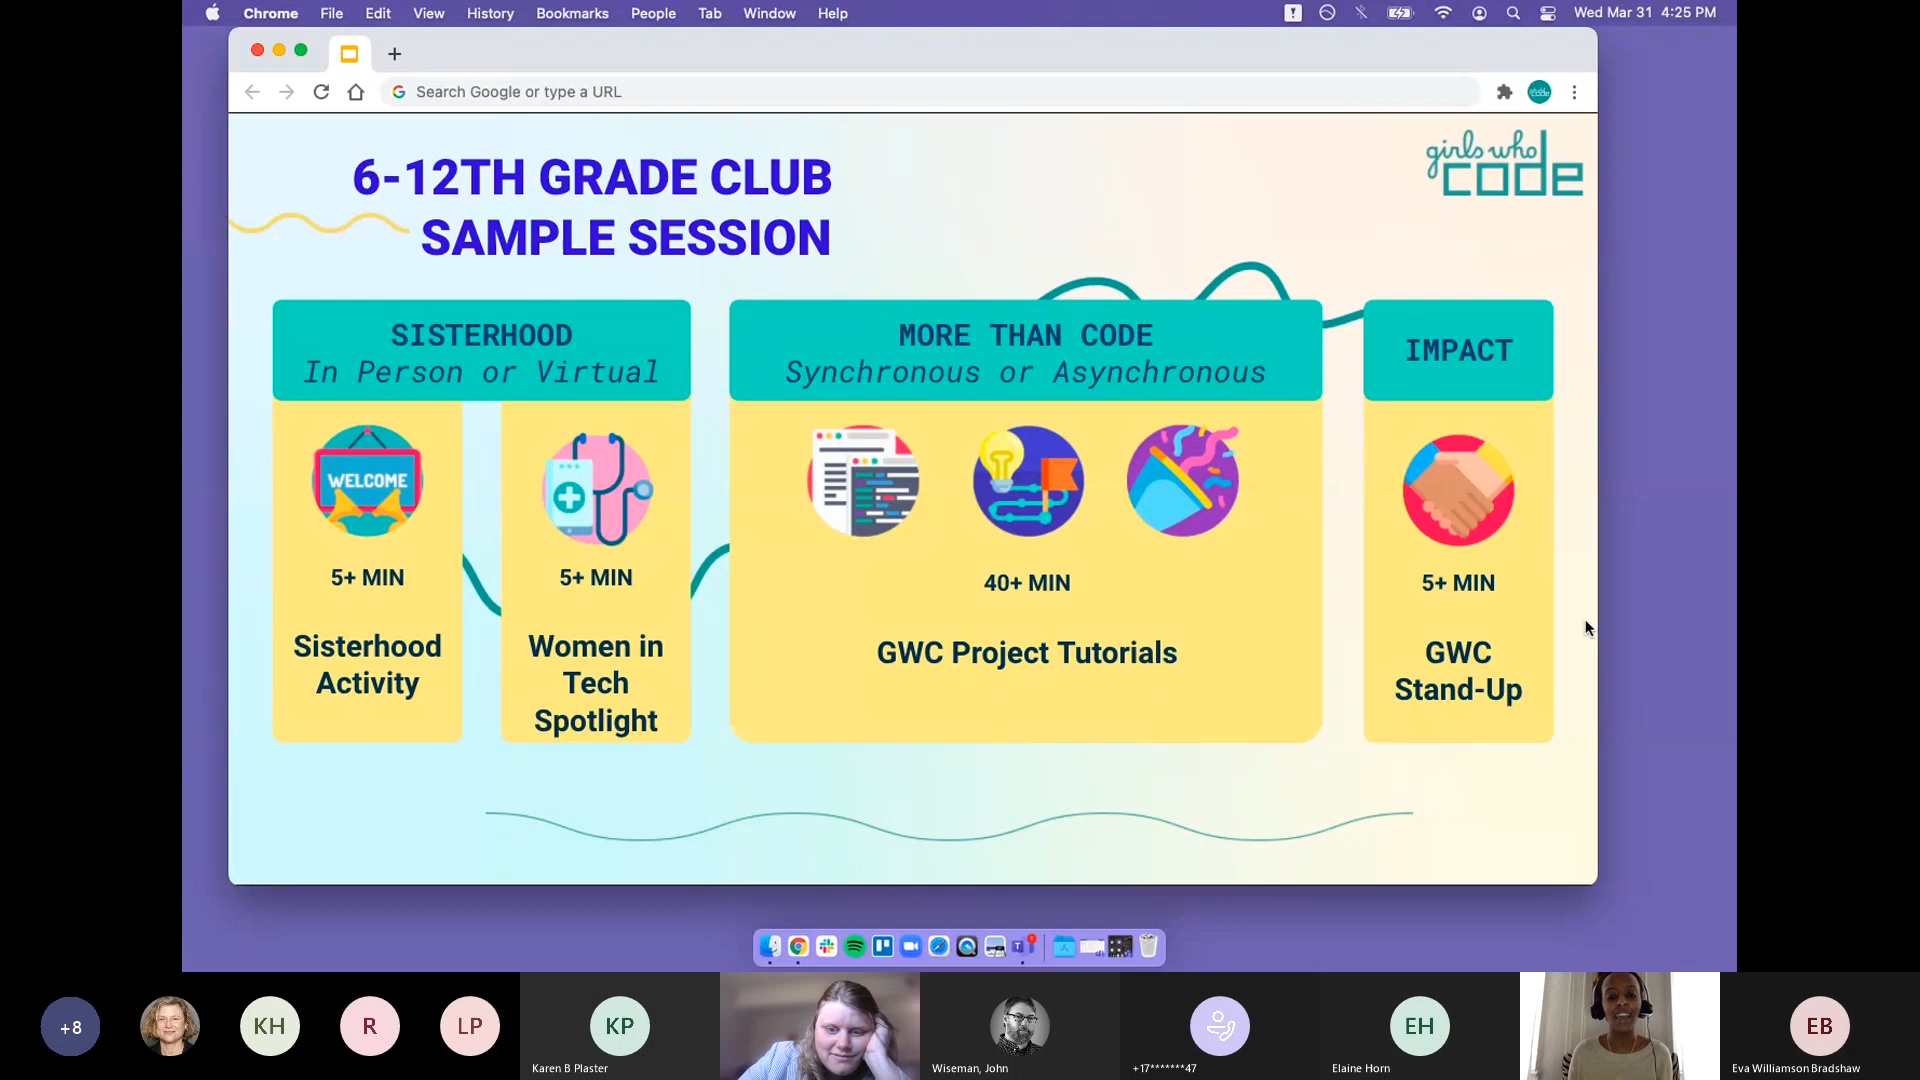 Chrome File Edit View History Bookmarks People Tab Window Help Wed Mar 31 4:25 PM
Search Google or type a URL
girls who
code
6-12TH GRADE CLUB
SAMPLE SESSION
SISTERHOOD
In Person or Virtual
MORE THAN CODE
Synchronous or Asynchronous
IMPACT
WELCOME
5+ MIN
5+ MIN
40+ MIN
5+ MIN
Sisterhood
Activity
Women in
Tech
Spotlight
GWC Project Tutorials
GWC
Stand-Up
+8
KH
R
LP
KP
EH
EB
Karen B Plaster
Wiseman, John
+17*******47
Elaine Horn
Eva Williamson Bradshaw